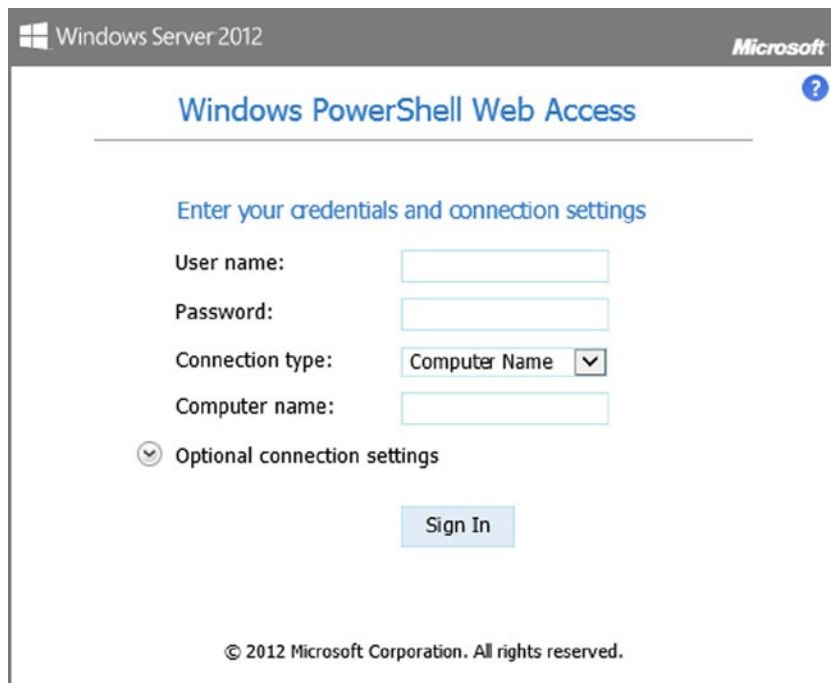 Windows Server 2012
Microsoft
?
Windows PowerShell Web Access
Enter your credentials and connection settings
User name:
Password:
Connection type: Computer Name
Computer name:
Optional connection settings
Sign In
© 2012 Microsoft Corporation. All rights reserved.